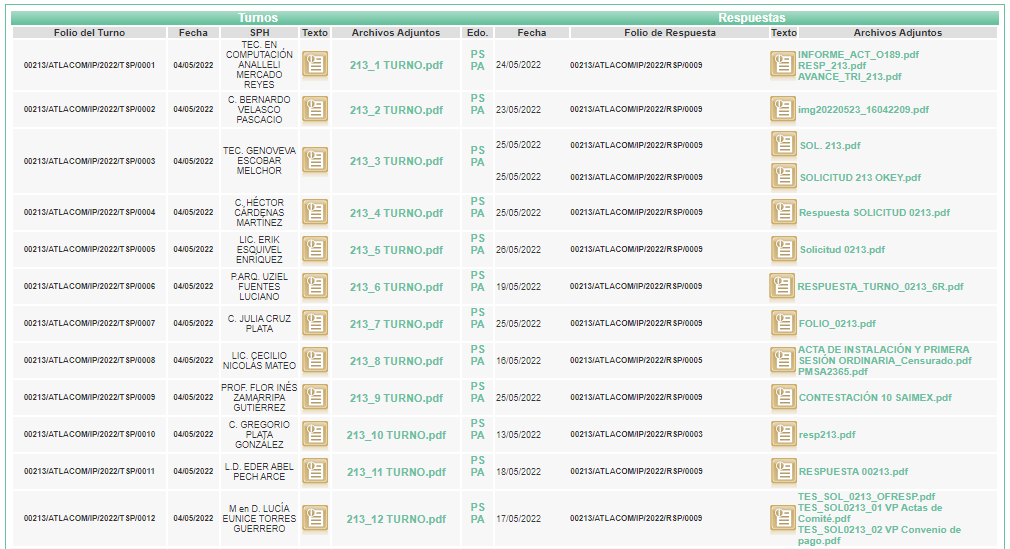 Turnos Respuestas
Folio del Turno Fecha SPH Texto Archivos Adjuntos Edo. Fecha Folio de Respuesta Texto Archivos Adjuntos
00213/ATLACOM/IP/2022/TSP/0001 04/05/2022
TEC. EN
COMPUTACIÓN
ANALLELI
MERCADO
REYES
213_1 TURNO.pdf
PS
PA
24/05/2022 00213/ATLACOM/IP/2022/RSP/0009
INFORME_ACT_O189.pdf
RESP_213.pdf
AVANCE_TRI_213.pdf
00213/ATLACOM/IP/2022/TSP/0002 04/05/2022
C. BERNARDO
VELASCO
PASCACIO
213_2 TURNO.pdf
PS
PA
23/05/2022 00213/ATLACOM/IP/2022/RSP/0009 img20220523_16042209.pdf
00213/ATLACOM/IP/2022/TSP/0003 04/05/2022
TEC. GENOVEVA
ESCOBAR
MELCHOR
213_3 TURNO.pdf
PS
PA
25/05/2022 00213/ATLACOM/IP/2022/RSP/0009 SOL. 213.pdf
25/05/2022 00213/ATLACOM/IP/2022/RSP/0009 SOLICITUD 213 OKEY.pdf
00213/ATLACOM/IP/2022/TSP/0004 04/05/2022
C. HÉCTOR
CÁRDENAS
MARTÍNEZ
213_4 TURNO.pdf
PS
PA
25/05/2022 00213/ATLACOM/IP/2022/RSP/0009 Respuesta SOLICITUD 0213.pdf
00213/ATLACOM/IP/2022/TSP/0005 04/05/2022
LIC. ERIK
ESQUIVEL
ENRÍQUEZ
213_5 TURNO.pdf
PS
PA
26/05/2022 00213/ATLACOM/IP/2022/RSP/0009 Solicitud 0213.pdf
00213/ATLACOM/IP/2022/TSP/0006 04/05/2022
P.ARQ. UZIEL
FUENTES
LUCIANO
213_6 TURNO.pdf
PS
PA
19/05/2022 00213/ATLACOM/IP/2022/RSP/0009 RESPUESTA_TURNO_0213_6R.pdf
00213/ATLACOM/IP/2022/TSP/0007 04/05/2022
C. JULIA CRUZ
PLATA
213_7 TURNO.pdf
PS
PA
25/05/2022 00213/ATLACOM/IP/2022/RSP/0009 FOLIO_0213.pdf
00213/ATLACOM/IP/2022/TSP/0008 04/05/2022
LIC. CECILIO
NICOLÁS MATEO
213_8 TURNO.pdf
PS
PA
16/05/2022 00213/ATLACOM/IP/2022/RSP/0005
ACTA DE INSTALACIÓN Y PRIMERA
SESIÓN ORDINARIA_Censurado.pdf
PMSA2365.pdf
00213/ATLACOM/IP/2022/TSP/0009 04/05/2022
PROF. FLOR INÉS
ZAMARRIPA
GUTIÉRREZ
213_9 TURNO.pdf
PS
PA
25/05/2022 00213/ATLACOM/IP/2022/RSP/0009 CONTESTACIÓN 10 SAIMEX.pdf
00213/ATLACOM/IP/2022/TSP/0010 04/05/2022
C. GREGORIO
PLATA
GONZÁLEZ
213_10 TURNO.pdf
PS
PA
13/05/2022 00213/ATLACOM/IP/2022/RSP/0003 resp213.pdf
00213/ATLACOM/IP/2022/TSP/0011 04/05/2022
L.D. EDER ABEL
PECH ARCE
213_11 TURNO.pdf
PS
PA
18/05/2022 00213/ATLACOM/IP/2022/RSP/0009 RESPUESTA 00213.pdf
00213/ATLACOM/IP/2022/TSP/0012 04/05/2022
M en D. LUCÍA
EUNICE TORRES
GUERRERO
213_12 TURNO.pdf
PS
PA
17/05/2022 00213/ATLACOM/IP/2022/RSP/0009
TES_SOL_0213_OFRESP.pdf
TES_SOL0213_01 VP Actas de
Comité.pdf
TES_SOL0213_02 VP Convenio de
pago.pdf